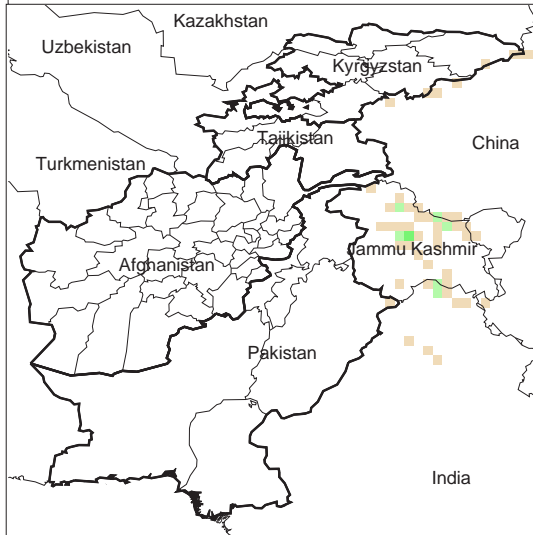 Kazakhstan
Uzbekistan
Kyrgyzstan
Tajikistan
China
Turkmenistan
Jammu Kashmir
Afghanistan
Pakistan
India